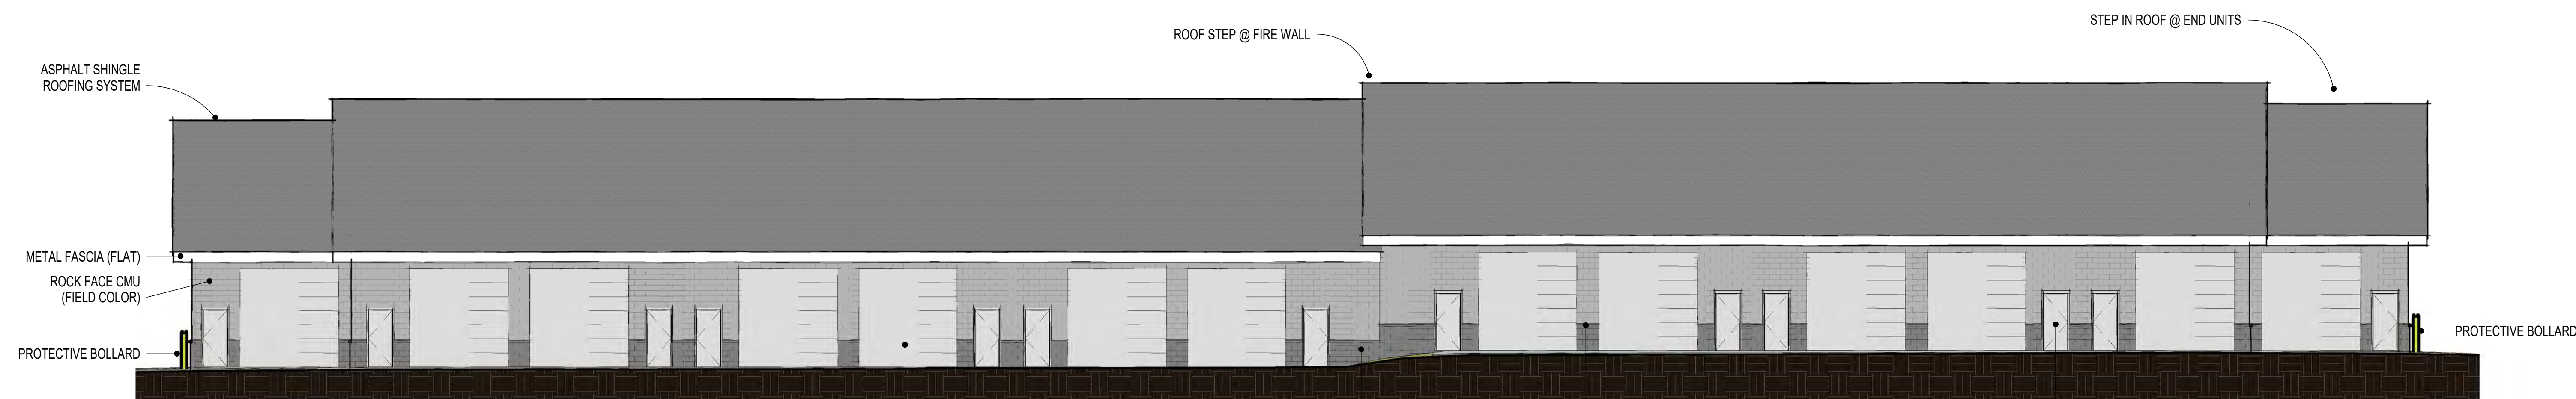 STEP IN ROOF @ END UNITS
ROOF STEP @ FIRE WALL
ASPHALT SHINGLE
ROOFING SYSTEM
METAL FASCIA (FLAT)
ROCK FACE CMU
(FIELD COLOR)
PROTECTIVE BOLLARD
PROTECTIVE BOLLARD